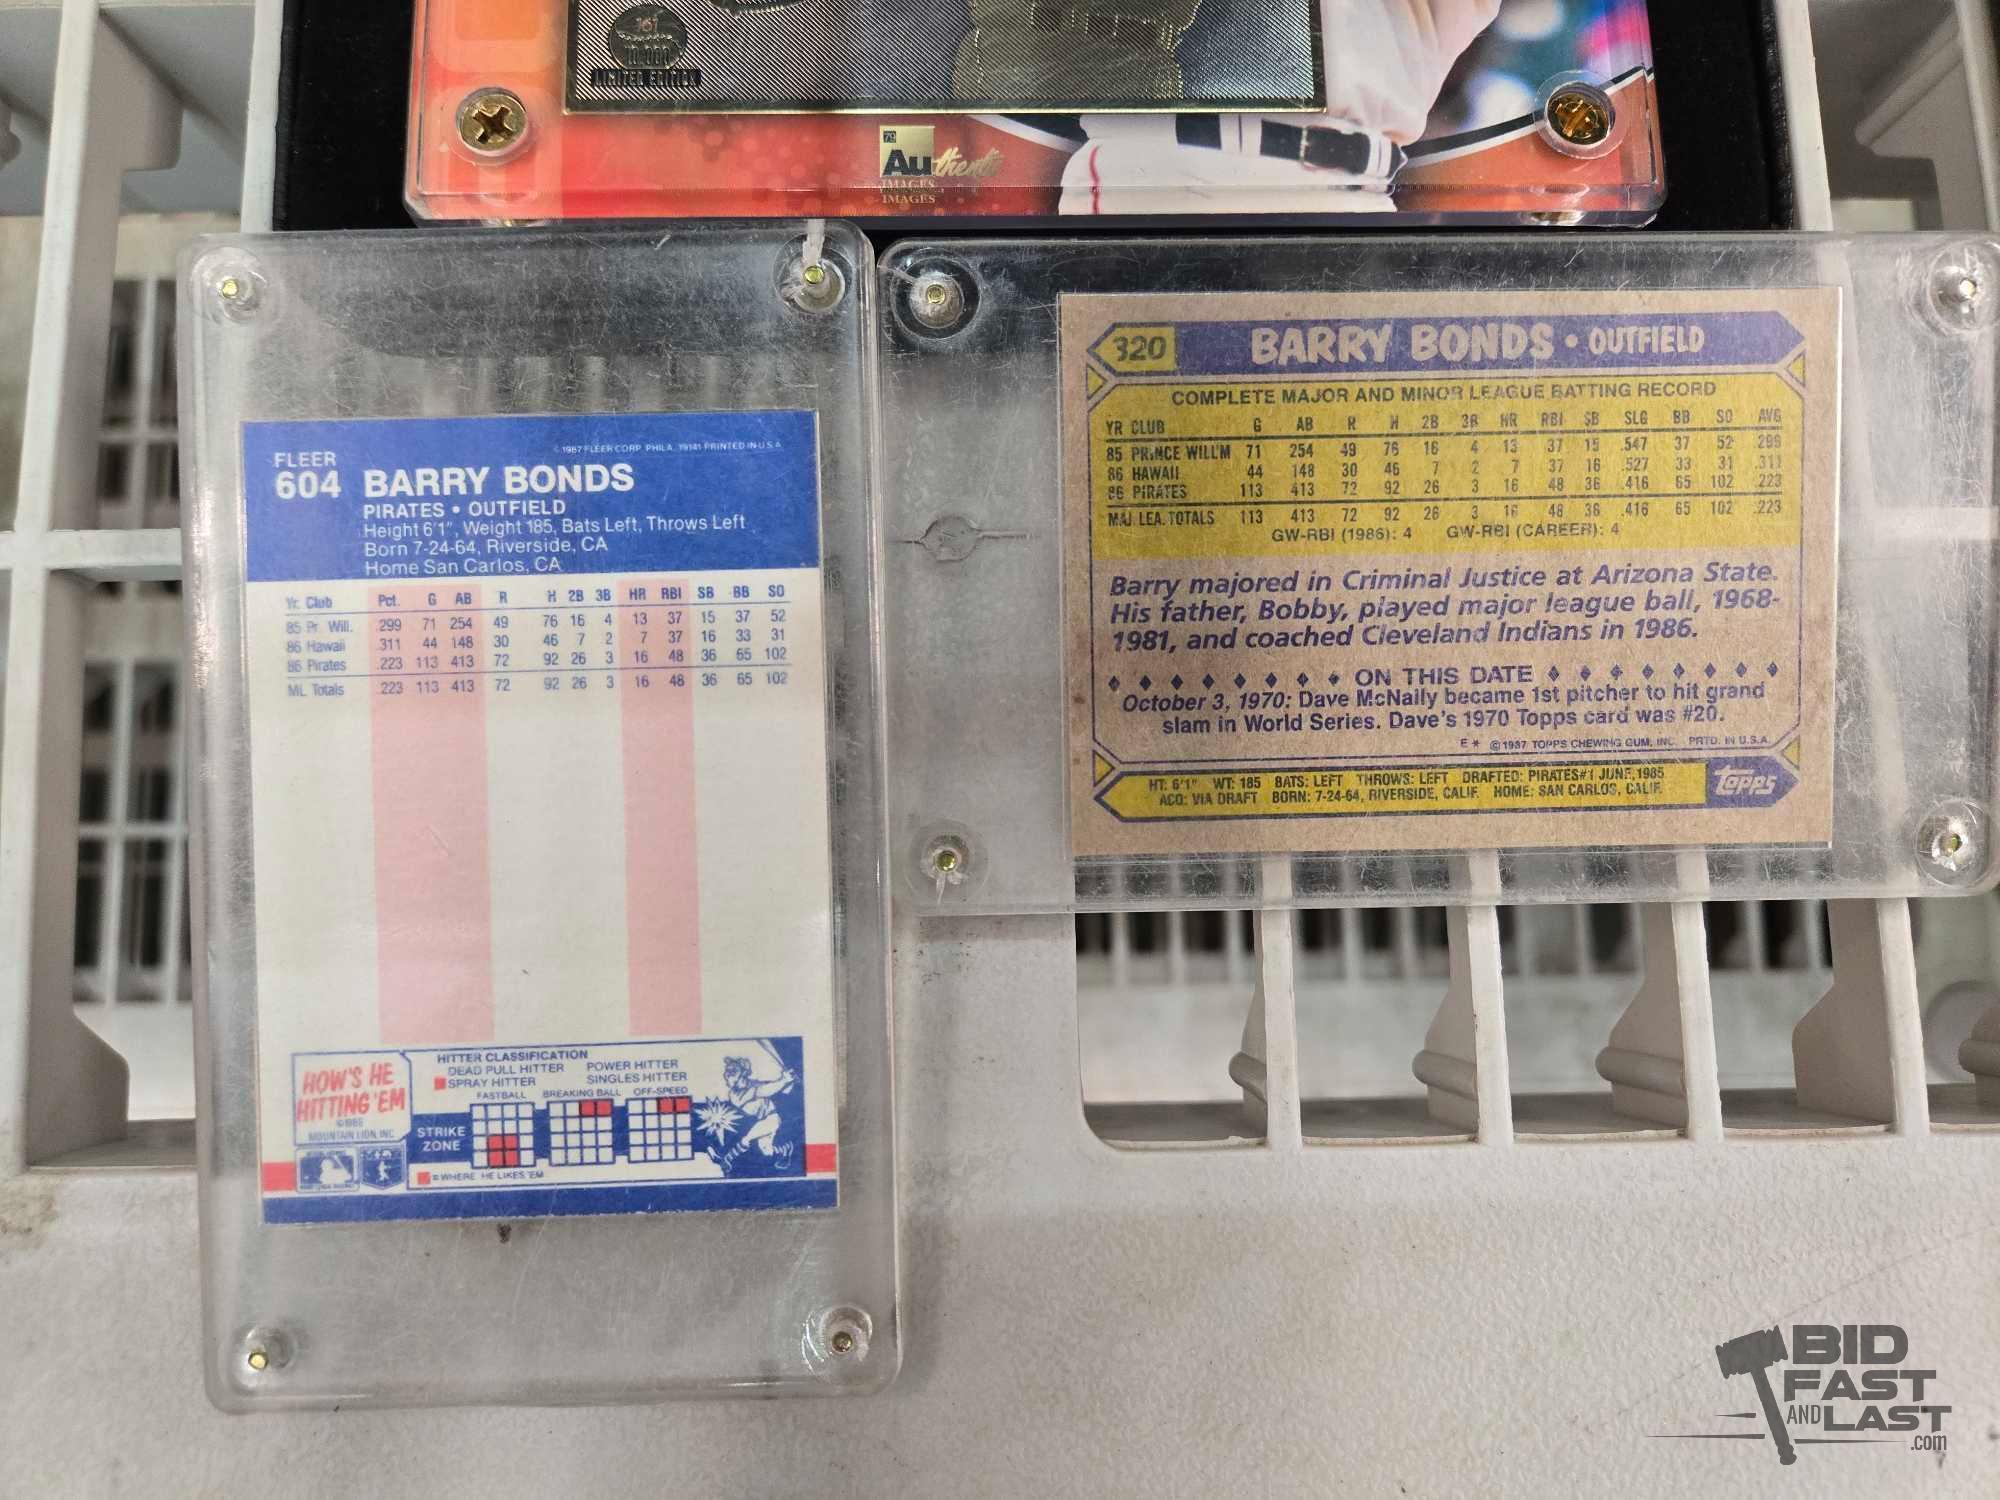 161
10,000
LIMITED EDITION
79
Au thentic
IMAGES
IMAGES
FLEER
604
© 1987 FLEER CORP. PHILA. 19141 PRINTED IN U.S.A.
BARRY BONDS
PIRATES • OUTFIELD
Height 6'1", Weight 185, Bats Left, Throws Left
Born 7-24-64, Riverside, CA
Home San Carlos, CA
Yr. Club Pct. G AB R H 2B 3B HR RBI SB BB SO
85 Pr. Will. .299 71 254 49 76 16 4 13 37 15 37 52
86 Hawaii .311 44 148 30 46 7 2 7 37 16 33 31
86 Pirates .223 113 413 72 92 26 3 16 48 36 65 102
ML Totals .223 113 413 72 92 26 3 16 48 36 65 102
HOW'S HE
HITTING 'EM
©1986
MOUNTAIN LION, INC
HITTER CLASSIFICATION
DEAD PULL HITTER POWER HITTER
SPRAY HITTER SINGLES HITTER
FASTBALL BREAKING BALL OFF-SPEED
STRIKE
ZONE
= WHERE HE LIKES 'EM
320
BARRY BONDS • OUTFIELD
COMPLETE MAJOR AND MINOR LEAGUE BATTING RECORD
YR CLUB G AB R H 2B 3B HR RBI SB SLG BB SO AVG
85 PRINCE WILL'M 71 254 49 76 16 4 13 37 15 .547 37 52 .299
86 HAWAII 44 148 30 46 7 2 7 37 16 .527 33 31 .311
86 PIRATES 113 413 72 92 26 3 16 48 36 .416 65 102 .223
MAJ. LEA. TOTALS 113 413 72 92 26 3 16 48 36 .416 65 102 .223
GW-RBI (1986): 4 GW-RBI (CAREER): 4
Barry majored in Criminal Justice at Arizona State.
His father, Bobby, played major league ball, 1968-
1981, and coached Cleveland Indians in 1986.
ON THIS DATE
October 3, 1970: Dave McNally became 1st pitcher to hit grand
slam in World Series. Dave's 1970 Topps card was #20.
E * © 1987 TOPPS CHEWING GUM, INC. PRTD. IN U.S.A.
HT: 6'1" WT: 185 BATS: LEFT THROWS: LEFT DRAFTED: PIRATES #1 JUNE, 1985
ACQ: VIA DRAFT BORN: 7-24-64, RIVERSIDE, CALIF. HOME: SAN CARLOS, CALIF.
TOPPS
BID
FAST
AND LAST
.com